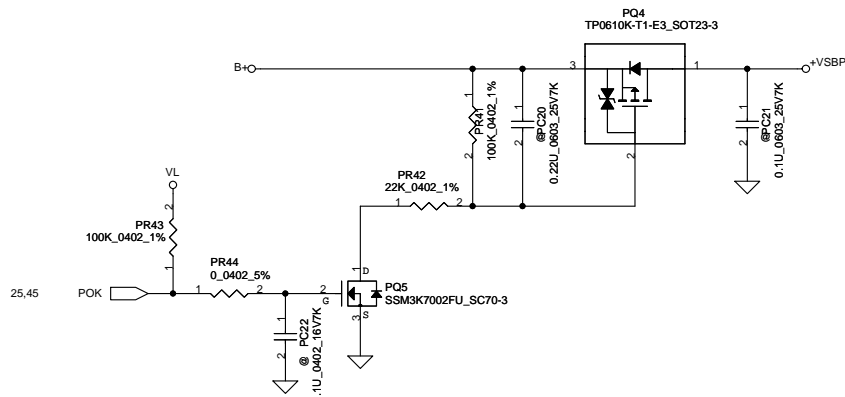 PQ4
TP0610K-T1-E3_SOT23-3
B+
3
1
+VSBP
1
PR41
100K_0402_1%
2
1
@PC20
0.22U_0603_25V7K
2
2
1
@PC21
0.1U_0603_25V7K
2
VL
2
PR43
100K_0402_1%
1
PR42
22K_0402_1%
1
2
25,45
POK
PR44
0_0402_5%
1
2
2
G
1
D
3
S
PQ5
SSM3K7002FU_SC70-3
1
@ PC22
.1U_0402_16V7K
2